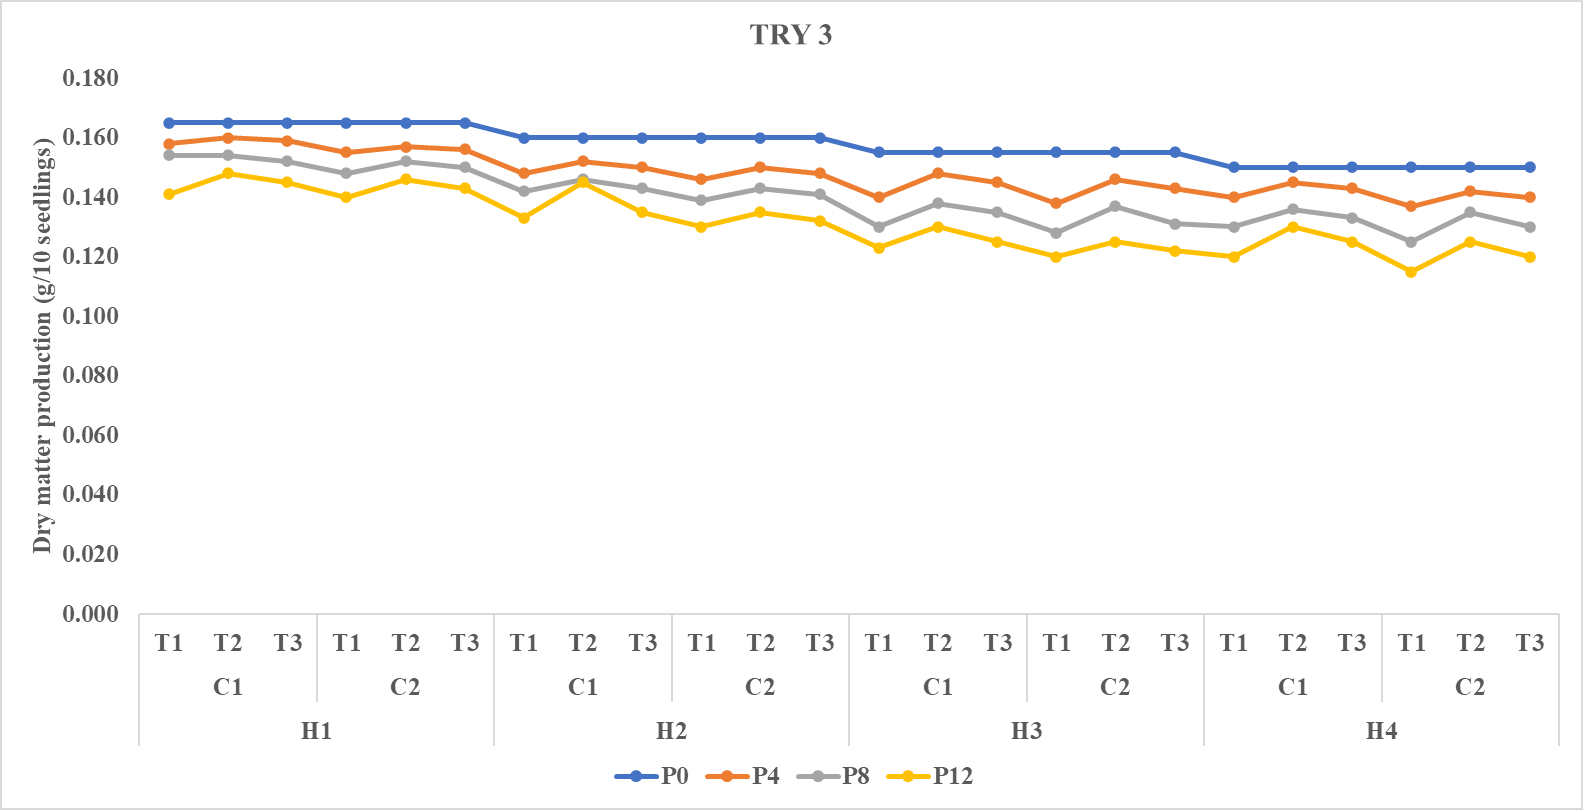 TRY 3
Dry matter production (g/10 seedlings)
0.180
0.160
0.140
0.120
0.100
0.080
0.060
0.040
0.020
0.000
T1 T2 T3 T1 T2 T3 T1 T2 T3 T1 T2 T3 T1 T2 T3 T1 T2 T3 T1 T2 T3 T1 T2 T3
C1 C2 C1 C2 C1 C2 C1 C2
H1 H2 H3 H4
P0 P4 P8 P12